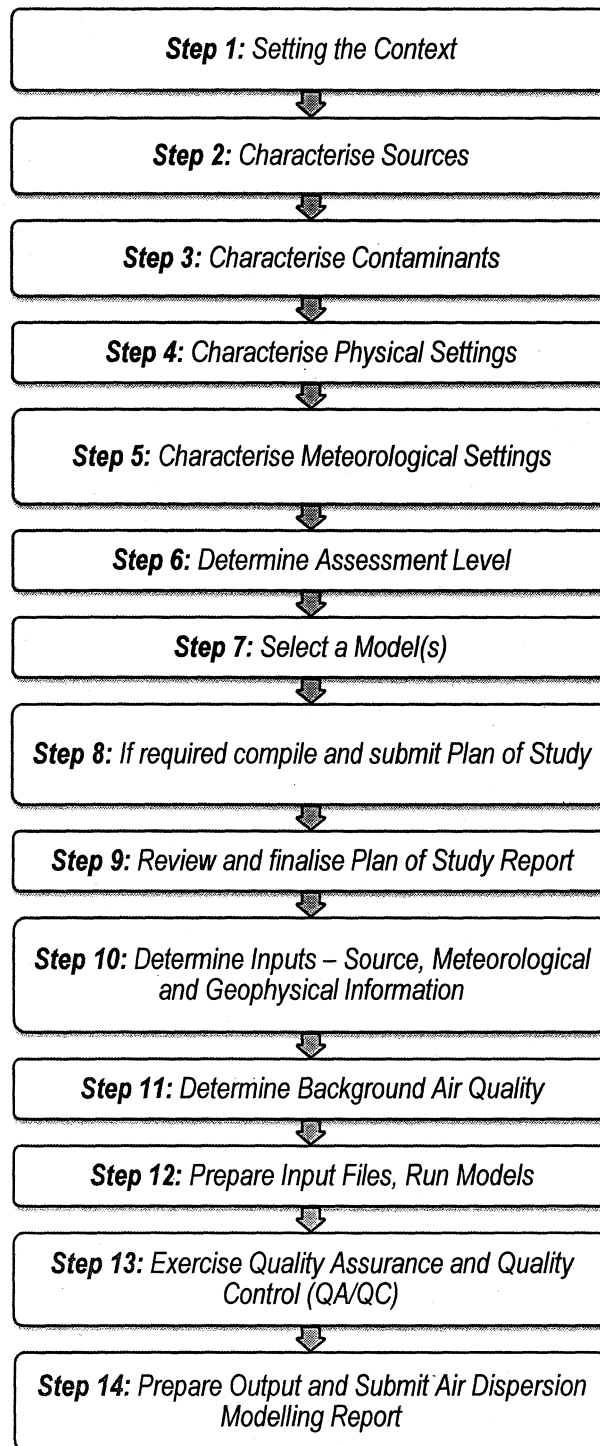 Step 1: Setting the Context
Step 2: Characterise Sources
Step 3: Characterise Contaminants
Step 4: Characterise Physical Settings
Step 5: Characterise Meteorological Settings
Step 6: Determine Assessment Level
Step 7: Select a Model(s)
Step 8: If required compile and submit Plan of Study
Step 9: Review and finalise Plan of Study Report
Step 10: Determine Inputs – Source, Meteorological
and Geophysical Information
Step 11: Determine Background Air Quality
Step 12: Prepare Input Files, Run Models
Step 13: Exercise Quality Assurance and Quality
Control (QA/QC)
Step 14: Prepare Output and Submit Air Dispersion
Modelling Report